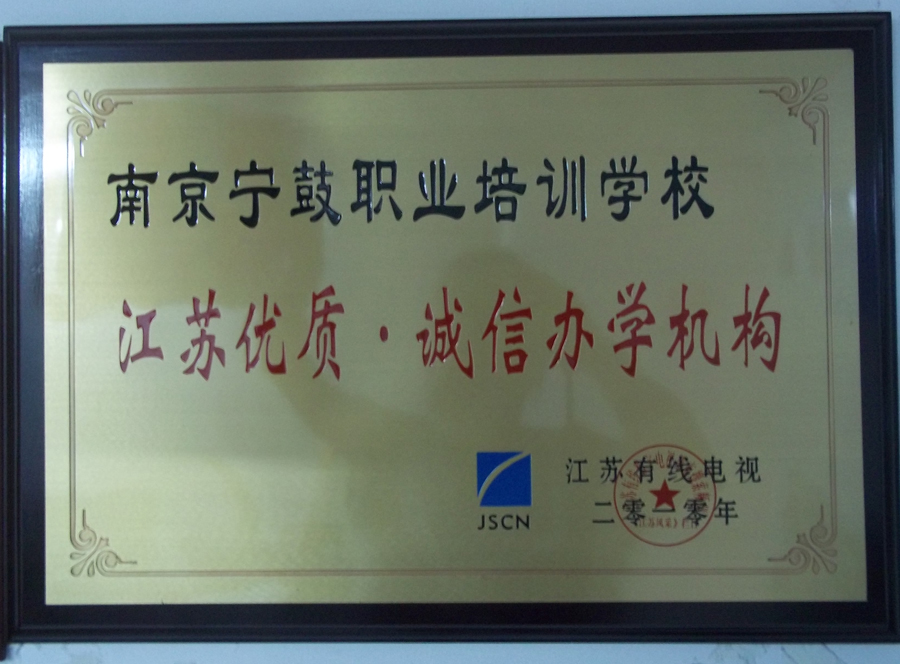 南京宁鼓职业培训学校
江苏优质·诚信办学机构
JSCN
江苏有线电视
二零一零年